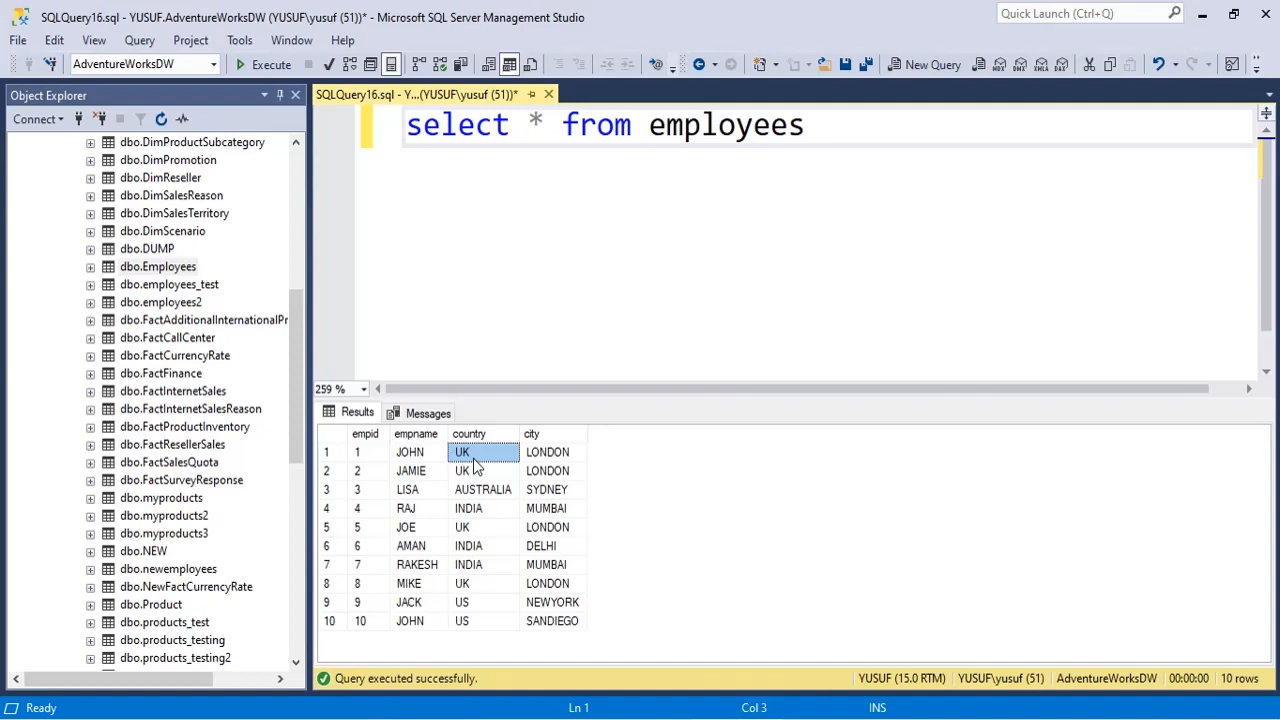 SQLQuery16.sql - YUSUF.AdventureWorksDW (YUSUF\yusuf (51))* - Microsoft SQL Server Management Studio
Quick Launch (Ctrl+Q)
File Edit View Query Project Tools Window Help
AdventureWorksDW Execute New Query
MDX DMX XMLA DAX
Object Explorer
SQLQuery16.sql - Y...(YUSUF\yusuf (51))*
Connect
select * from employees
dbo.DimProductSubcategory
dbo.DimPromotion
dbo.DimReseller
dbo.DimSalesReason
dbo.DimSalesTerritory
dbo.DimScenario
dbo.DUMP
dbo.Employees
dbo.employees_test
dbo.employees2
dbo.FactAdditionalInternationalPr
dbo.FactCallCenter
dbo.FactCurrencyRate
dbo.FactFinance
dbo.FactInternetSales
dbo.FactInternetSalesReason
dbo.FactProductInventory
dbo.FactResellerSales
dbo.FactSalesQuota
dbo.FactSurveyResponse
dbo.myproducts
dbo.myproducts2
dbo.myproducts3
dbo.NEW
dbo.newemployees
dbo.NewFactCurrencyRate
dbo.Product
dbo.products_test
dbo.products_testing
dbo.products_testing2
259 %
Results Messages
empid empname country city
1 1 JOHN UK LONDON
2 2 JAMIE UK LONDON
3 3 LISA AUSTRALIA SYDNEY
4 4 RAJ INDIA MUMBAI
5 5 JOE UK LONDON
6 6 AMAN INDIA DELHI
7 7 RAKESH INDIA MUMBAI
8 8 MIKE UK LONDON
9 9 JACK US NEWYORK
10 10 JOHN US SANDIEGO
Query executed successfully. YUSUF (15.0 RTM) YUSUF\yusuf (51) AdventureWorksDW 00:00:00 10 rows
Ready Ln 1 Col 3 INS